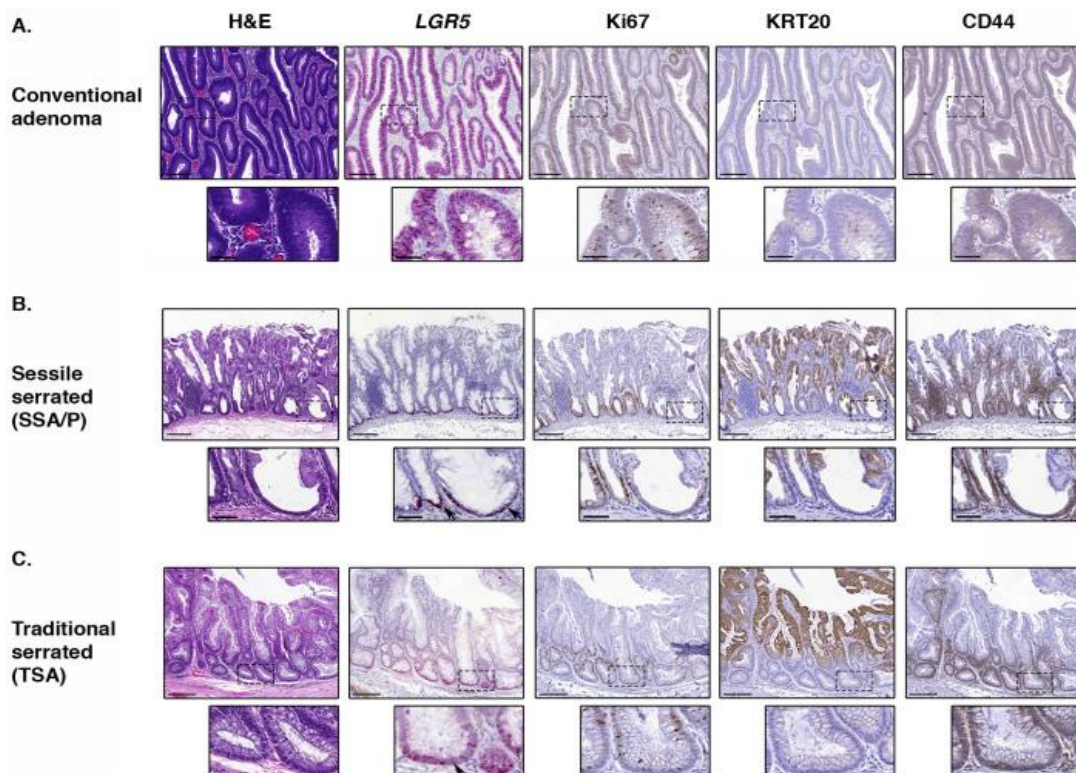 H&E LGR5 Ki67 KRT20 CD44
A.
Conventional
adenoma
B.
Sessile
serrated
(SSA/P)
C.
Traditional
serrated
(TSA)